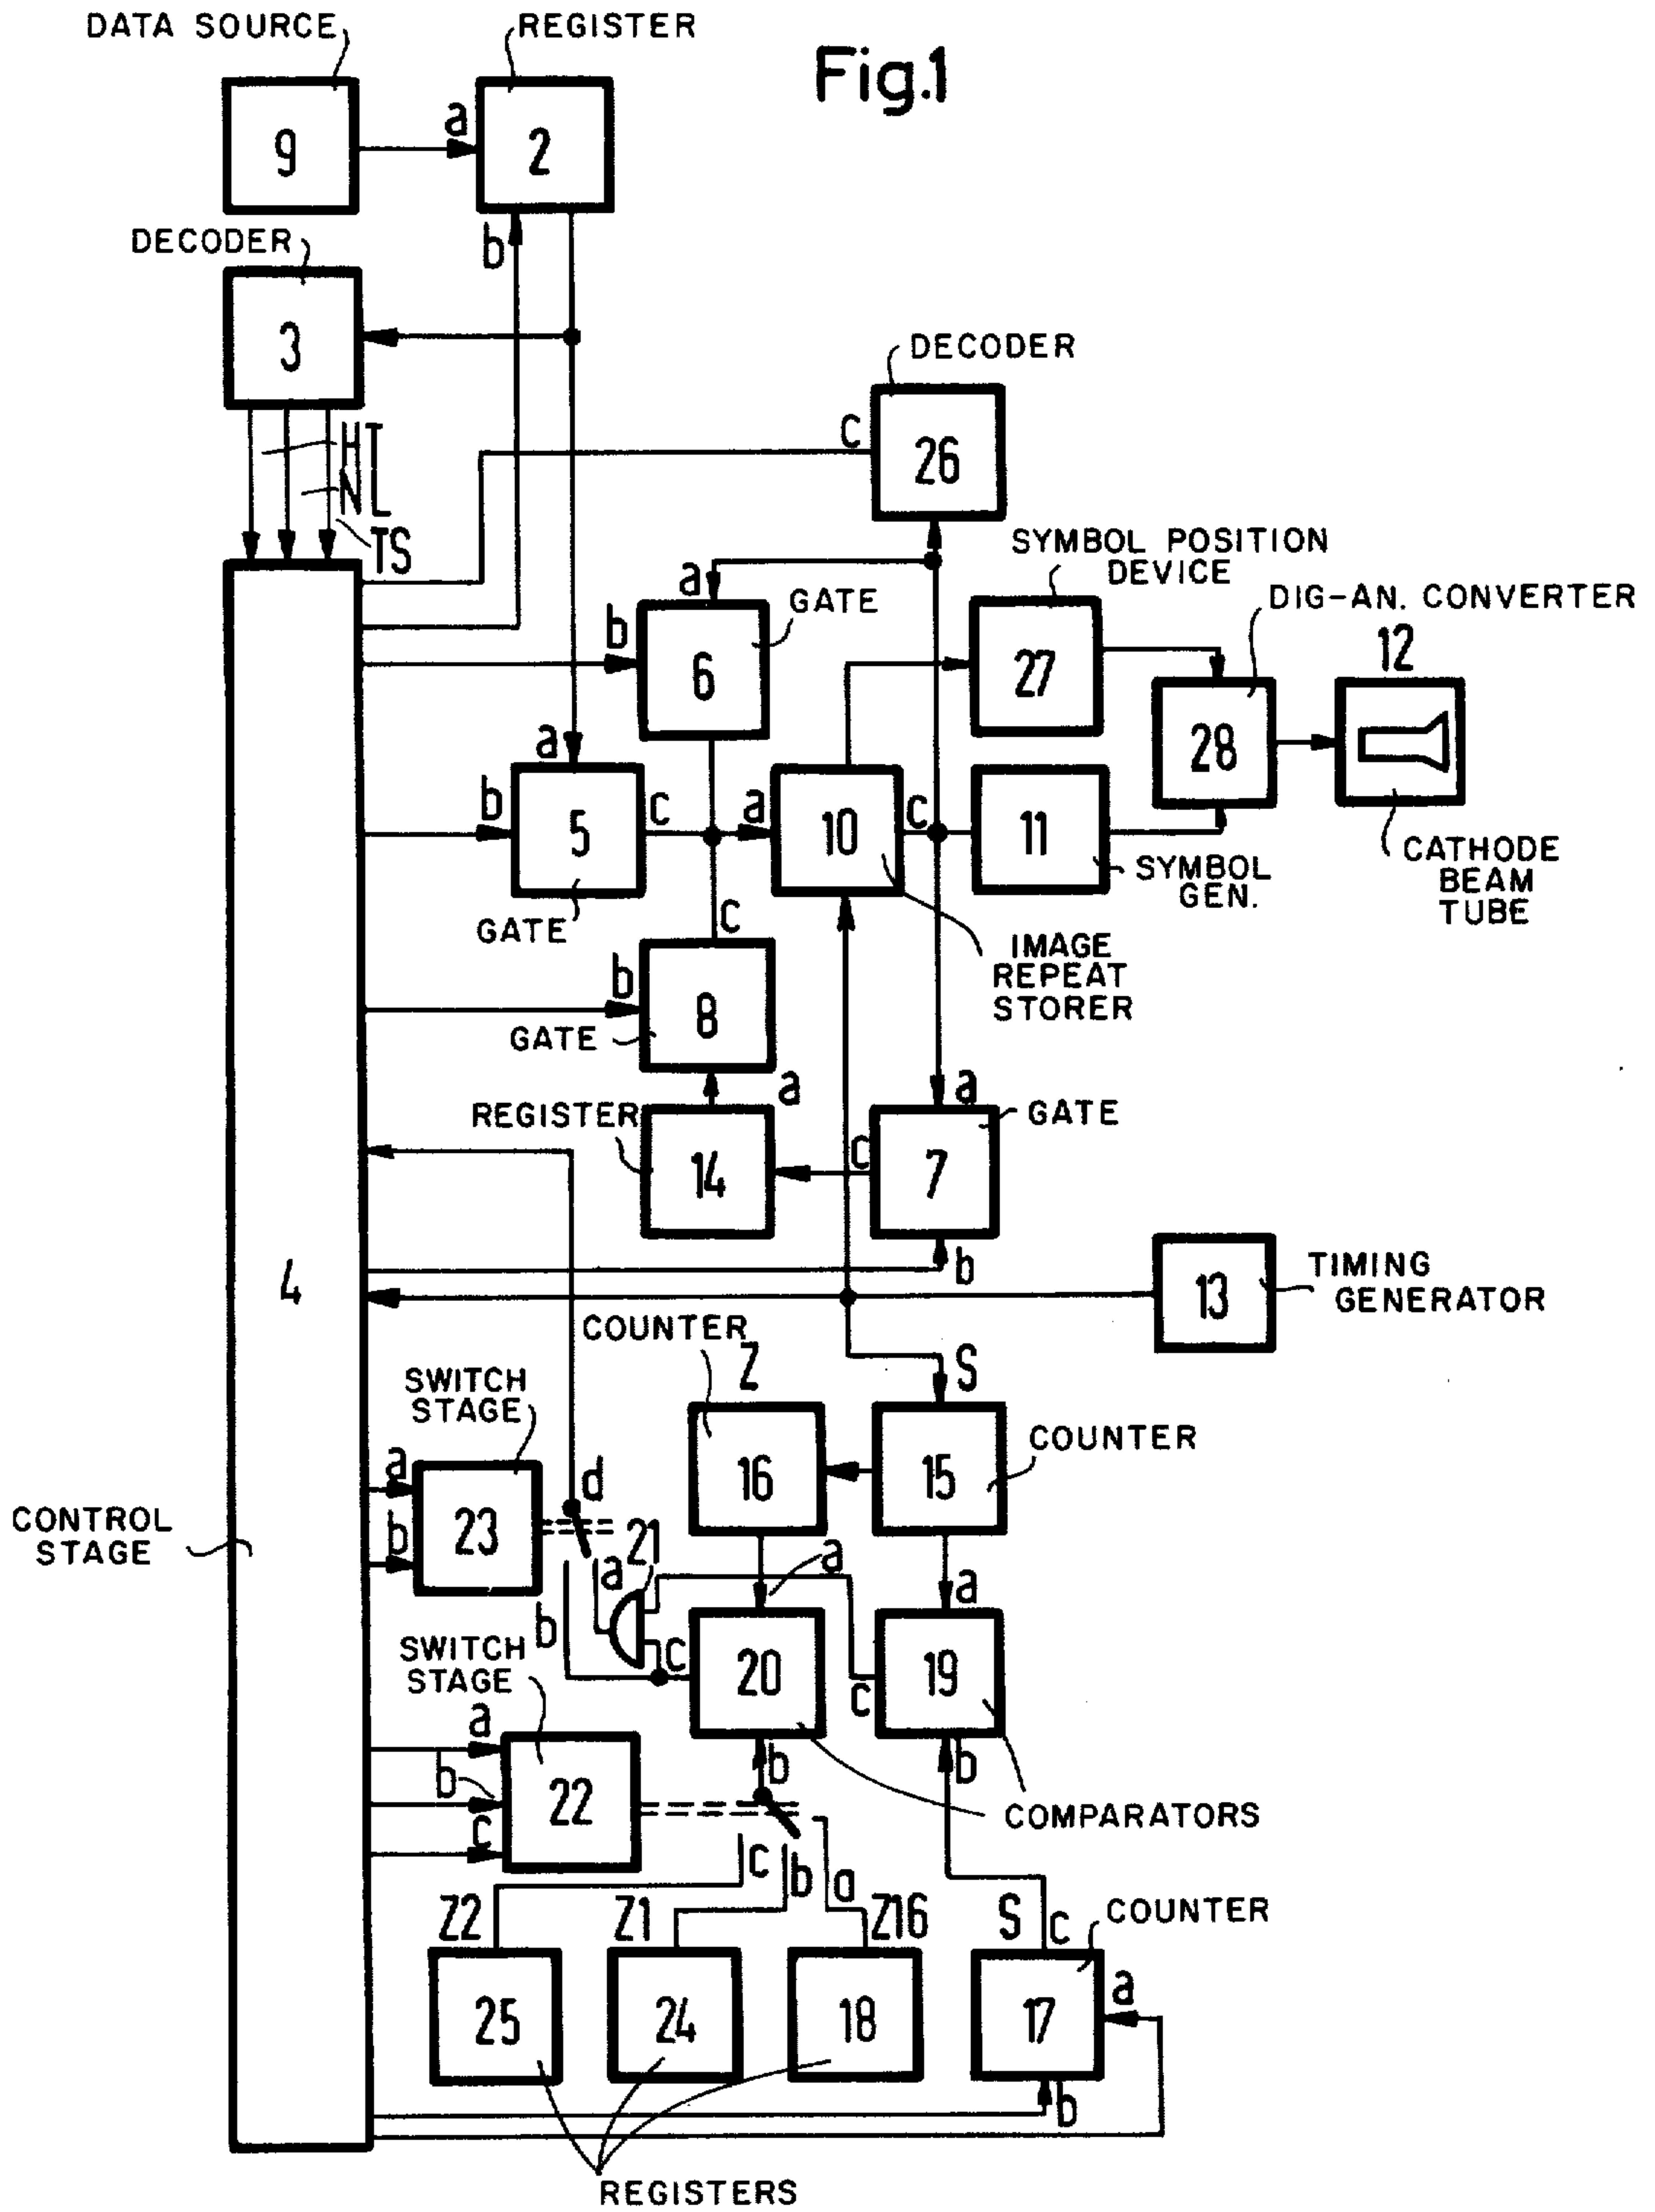 DATA SOURCE
REGISTER
Fig.1
9
a
2
b
DECODER
3
HT
NL
TS
DECODER
c
26
SYMBOL POSITION
DEVICE
DIG-AN. CONVERTER
a
GATE
b
6
27
12
28
a
b
5
c
a
10
c
11
GATE
SYMBOL
GEN.
CATHODE
BEAM
TUBE
c
IMAGE
REPEAT
STORER
b
8
GATE
a
a
REGISTER
GATE
14
c
7
b
4
13
TIMING
GENERATOR
COUNTER
Z
S
SWITCH
STAGE
COUNTER
a
d
16
15
CONTROL
STAGE
b
23
21
a
a
a
b
SWITCH
STAGE
c
20
19
c
a
b
b
b
22
COMPARATORS
c
c
b
a
Z2
Z1
Z16
S
c
COUNTER
a
25
24
18
17
b
REGISTERS